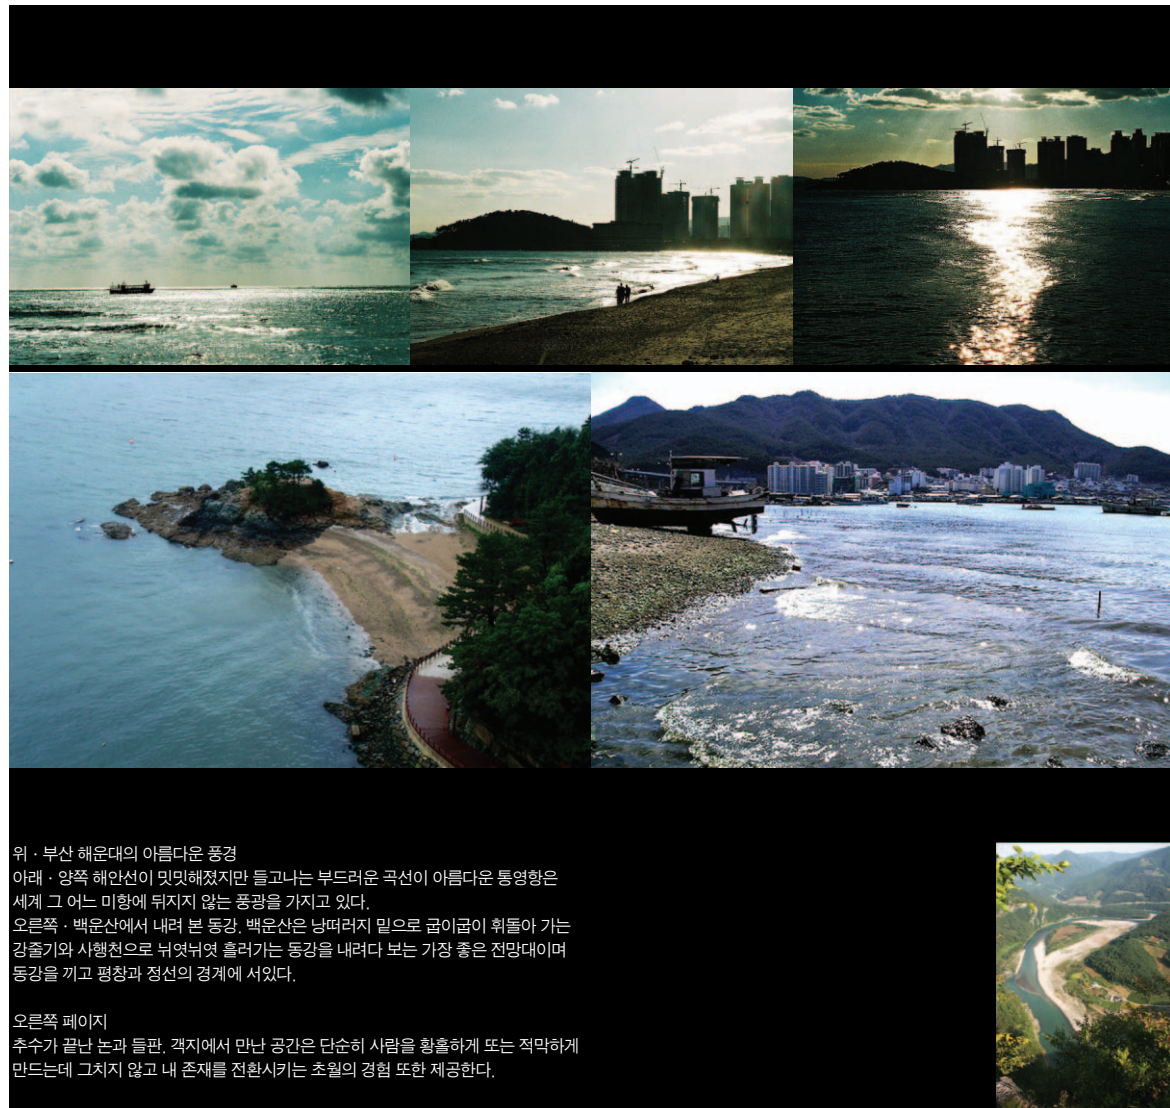 위 · 부산 해운대의 아름다운 풍경
아래 · 양쪽 해안선이 밋밋해졌지만 들고나는 부드러운 곡선이 아름다운 통영항은
세계 그 어느 미항에 뒤지지 않는 풍광을 가지고 있다.
오른쪽 · 백운산에서 내려 본 동강. 백운산은 낭떠러지 밑으로 굽이굽이 휘돌아 가는
강줄기와 사행천으로 뉘엿뉘엿 흘러가는 동강을 내려다 보는 가장 좋은 전망대이며
동강을 끼고 평창과 정선의 경계에 서있다.
오른쪽 페이지
추수가 끝난 논과 들판. 객지에서 만난 공간은 단순히 사람을 황홀하게 또는 적막하게
만드는데 그치지 않고 내 존재를 전환시키는 초월의 경험 또한 제공한다.